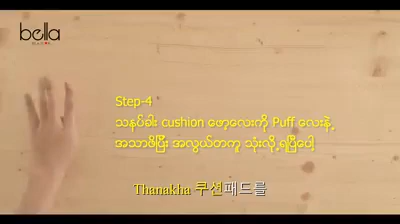 bella
Step-4
သနပ်ခါး cushion ဖော့လေးကို Puff လေးနဲ့
အသာဖိပြီး အလွယ်တကူ သုံးလို့ရပြီပေါ့
Thanakha 쿠션패드를